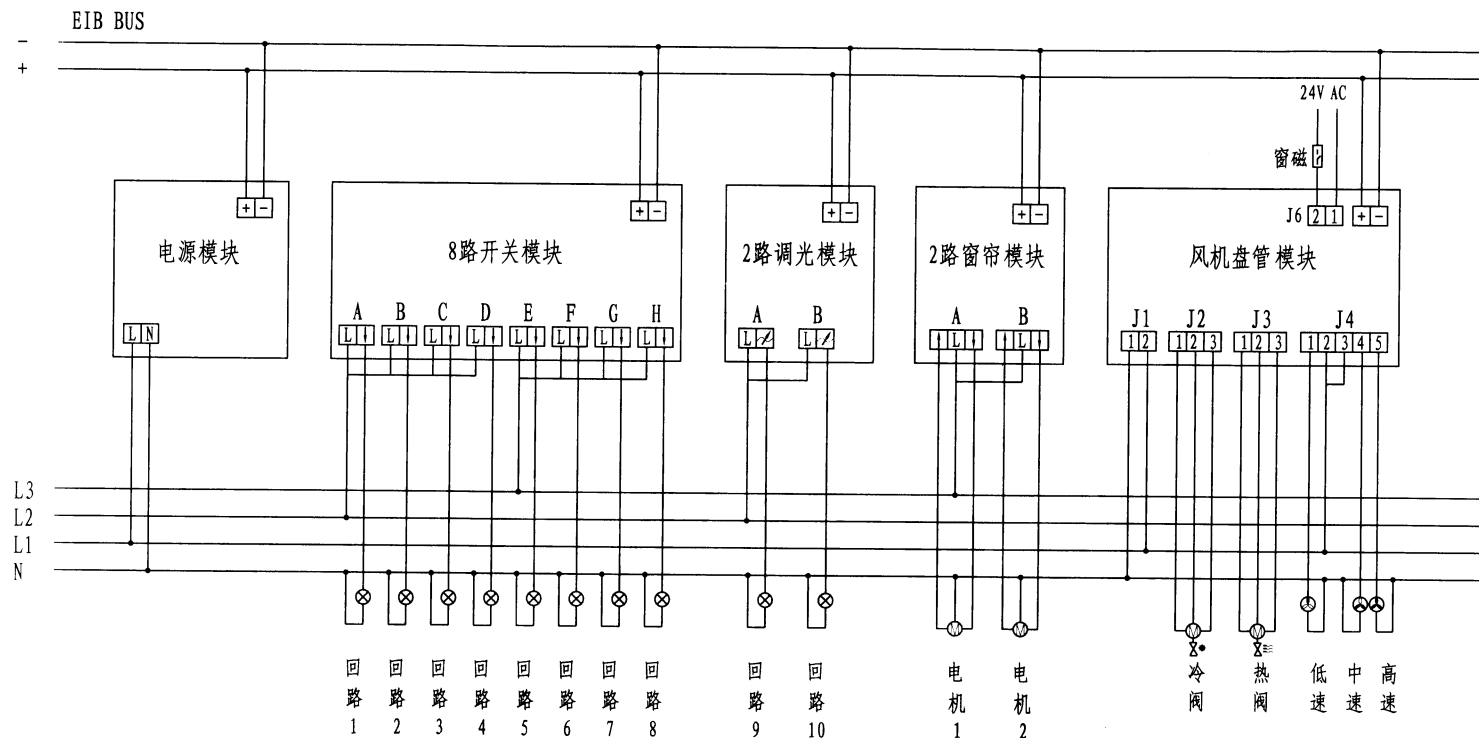 EIB BUS
−
+
24V AC
窗磁
+ −
+ −
+ −
+ −
J6 2 1 + −
电源模块
8路开关模块
2路调光模块
2路窗帘模块
风机盘管模块
A B C D E F G H
A B
A B
J1 J2 J3 J4
L N
L L L L L L L L
L L
L L
1 2 1 2 3 1 2 3 1 2 3 4 5
L3
L2
L1
N
M M M M
回路1
回路2
回路3
回路4
回路5
回路6
回路7
回路8
回路9
回路10
电机1
电机2
冷阀
热阀
低速
中速
高速